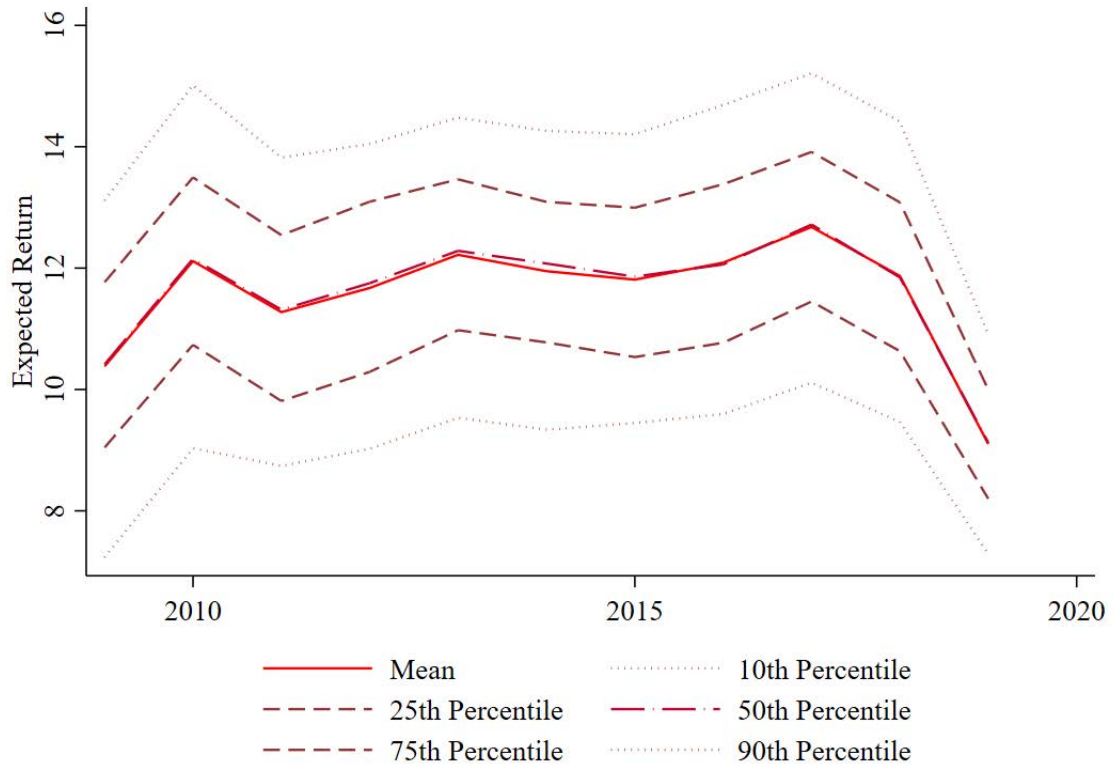 16
14
12
10
8
Expected Return
2010 2015 2020
Mean 10th Percentile
25th Percentile 50th Percentile
75th Percentile 90th Percentile